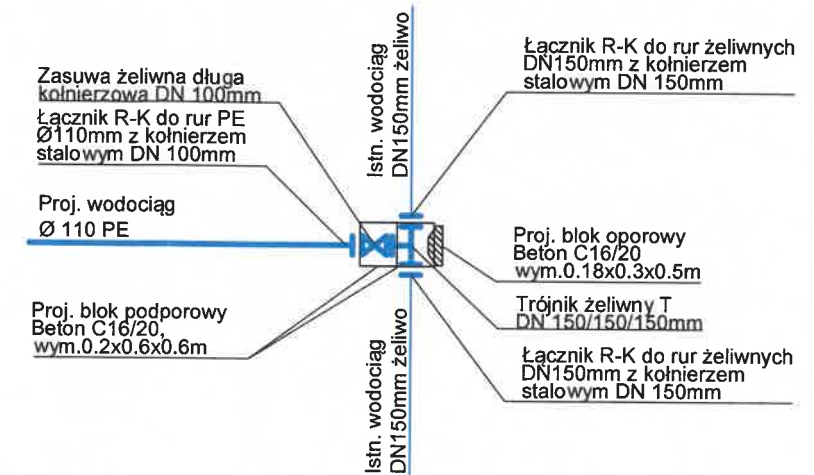 Zasuwa żeliwna długa
kołnierzowa DN 100mm
Łącznik R-K do rur PE
Ø110mm z kołnierzem
stalowym DN 100mm
Proj. wodociąg
Ø 110 PE
Proj. blok podporowy
Beton C16/20,
wym.0.2x0.6x0.6m
Istn. wodociąg
DN150mm żeliwo
Istn. wodociąg
DN150mm żeliwo
Łącznik R-K do rur żeliwnych
DN150mm z kołnierzem
stalowym DN 150mm
Proj. blok oporowy
Beton C16/20
wym.0.18x0.3x0.5m
Trójnik żeliwny T
DN 150/150/150mm
Łącznik R-K do rur żeliwnych
DN150mm z kołnierzem
stalowym DN 150mm